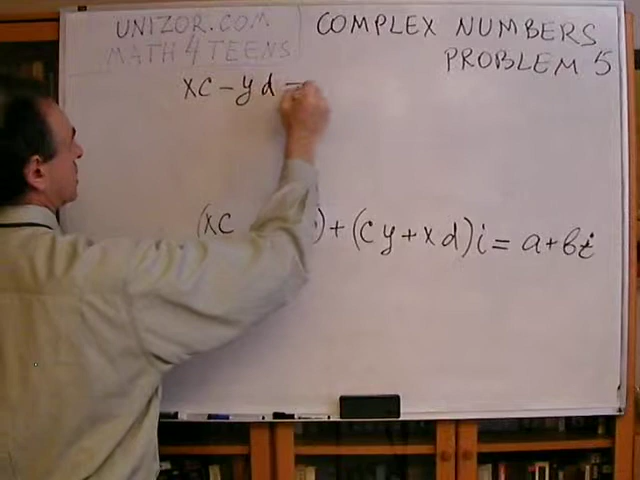 UNIZOR.COM
MATH 4 TEENS
COMPLEX NUMBERS
PROBLEM 5
xc - yd =
(xc ) + (cy + xd)i = a + bi